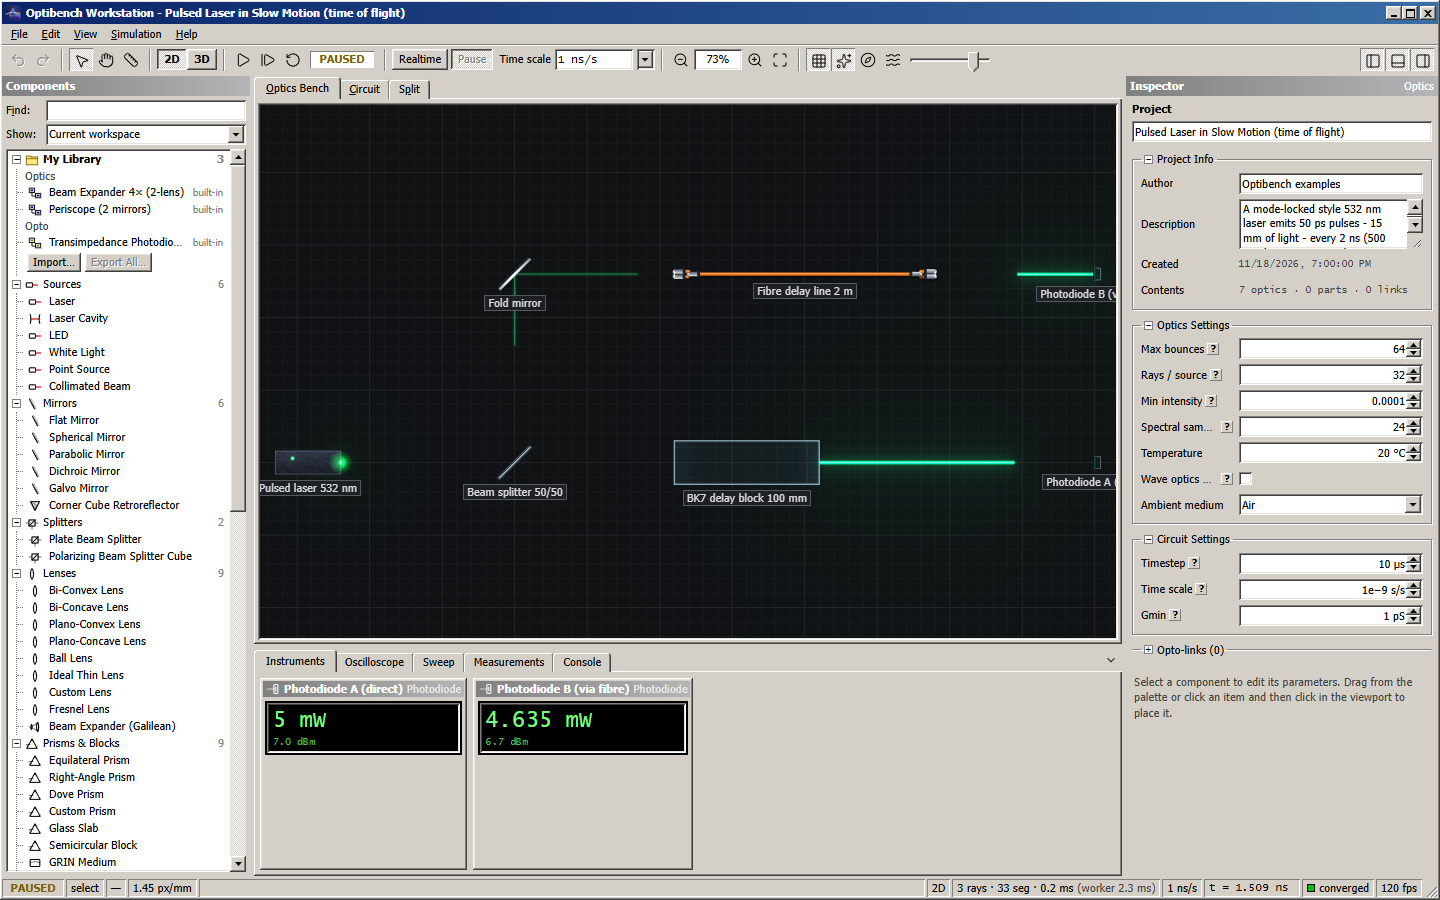 Optibench Workstation - Pulsed Laser in Slow Motion (time of flight)
File Edit View Simulation Help
2D 3D PAUSED Realtime Pause Time scale 1 ns/s 73%
Components
Find:
Show: Current workspace
My Library 3
Optics
Beam Expander 4× (2-lens) built-in
Periscope (2 mirrors) built-in
Opto
Transimpedance Photodio... built-in
Import... Export All...
Sources 6
Laser
Laser Cavity
LED
White Light
Point Source
Collimated Beam
Mirrors 6
Flat Mirror
Spherical Mirror
Parabolic Mirror
Dichroic Mirror
Galvo Mirror
Corner Cube Retroreflector
Splitters 2
Plate Beam Splitter
Polarizing Beam Splitter Cube
Lenses 9
Bi-Convex Lens
Bi-Concave Lens
Plano-Convex Lens
Plano-Concave Lens
Ball Lens
Ideal Thin Lens
Custom Lens
Fresnel Lens
Beam Expander (Galilean)
Prisms & Blocks 9
Equilateral Prism
Right-Angle Prism
Dove Prism
Custom Prism
Glass Slab
Semicircular Block
GRIN Medium
Optics Bench Circuit Split
Fold mirror
Fibre delay line 2 m
Photodiode B (v
Pulsed laser 532 nm
Beam splitter 50/50
BK7 delay block 100 mm
Photodiode A (
Instruments Oscilloscope Sweep Measurements Console
Photodiode A (direct) Photodiode
5 mW
7.0 dBm
Photodiode B (via fibre) Photodiode
4.635 mW
6.7 dBm
Inspector Optics
Project
Pulsed Laser in Slow Motion (time of flight)
Project Info
Author Optibench examples
Description A mode-locked style 532 nm
laser emits 50 ps pulses - 15
mm of light - every 2 ns (500
Created 11/18/2026, 7:00:00 PM
Contents 7 optics · 0 parts · 0 links
Optics Settings
Max bounces ? 64
Rays / source ? 32
Min intensity ? 0.0001
Spectral sam... ? 24
Temperature 20 °C
Wave optics ... ?
Ambient medium Air
Circuit Settings
Timestep ? 10 µs
Time scale ? 1e-9 s/s
Gmin ? 1 pS
Opto-links (0)
Select a component to edit its parameters. Drag from the
palette or click an item and then click in the viewport to
place it.
PAUSED select — 1.45 px/mm 2D 3 rays · 33 seg · 0.2 ms (worker 2.3 ms) 1 ns/s t = 1.509 ns converged 120 fps